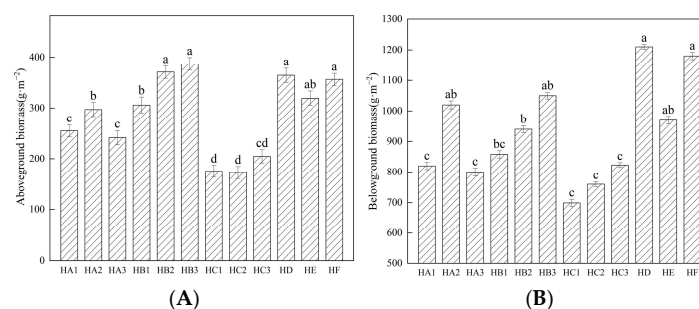 Aboveground biomass(g·m⁻²)
400
300
200
100
0
c b c b a a d d cd a ab a
HA1 HA2 HA3 HB1 HB2 HB3 HC1 HC2 HC3 HD HE HF
(A)
Belowground biomass(g·m⁻²)
1300
1200
1100
1000
900
800
700
600
500
c ab c bc b ab c c c a ab a
HA1 HA2 HA3 HB1 HB2 HB3 HC1 HC2 HC3 HD HE HF
(B)